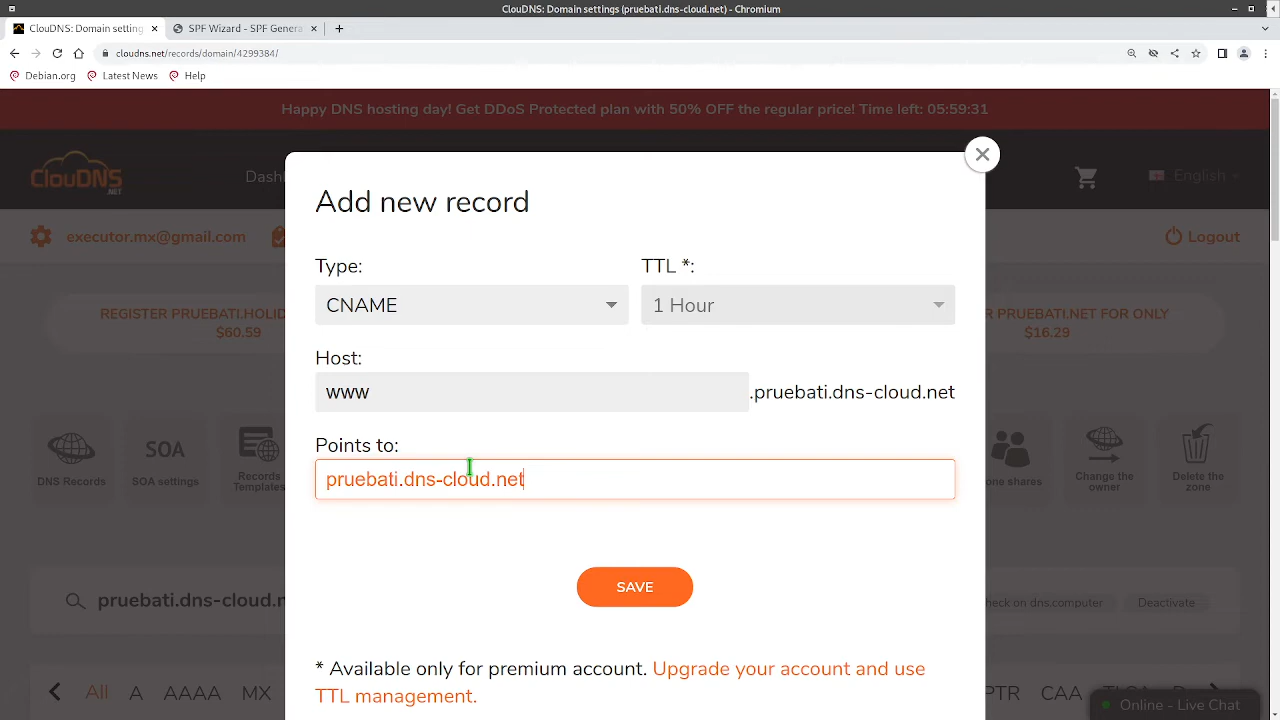 ClouDNS: Domain settings (pruebati.dns-cloud.net) - Chromium
ClouDNS: Domain setting
SPF Wizard - SPF Genera
cloudns.net/records/domain/4299384/
Debian.org
Latest News
Help
Happy DNS hosting day! Get DDoS Protected plan with 50% OFF the regular price! Time left: 05:59:31
ClouDNS
.NET
Dashb
English
executor.mx@gmail.com
Logout
REGISTER PRUEBATI.HOLID
$60.59
PRUEBATI.NET FOR ONLY
$16.29
Add new record
Type:
TTL *:
CNAME
1 Hour
Host:
www
.pruebati.dns-cloud.net
Points to:
pruebati.dns-cloud.net
SAVE
* Available only for premium account. Upgrade your account and use
TTL management.
DNS Records
SOA settings
SOA
Records
Templates
one shares
Change the
owner
Delete the
zone
pruebati.dns-cloud.n
heck on dns.computer
Deactivate
All
A
AAAA
MX
PTR
CAA
Online - Live Chat